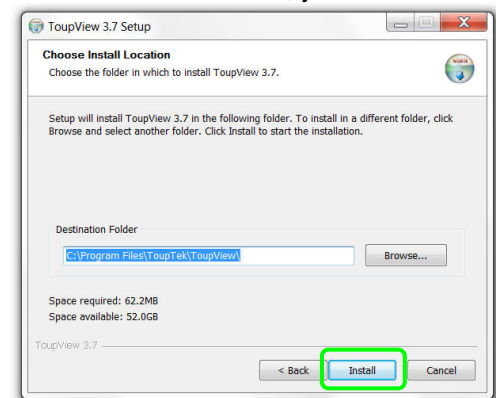 ToupView 3.7 Setup
Choose Install Location
Choose the folder in which to install ToupView 3.7.
Setup will install ToupView 3.7 in the following folder. To install in a different folder, click
Browse and select another folder. Click Install to start the installation.
Destination Folder
C:\Program Files\ToupTek\ToupView\
Browse...
Space required: 62.2MB
Space available: 52.0GB
ToupView 3.7
< Back
Install
Cancel